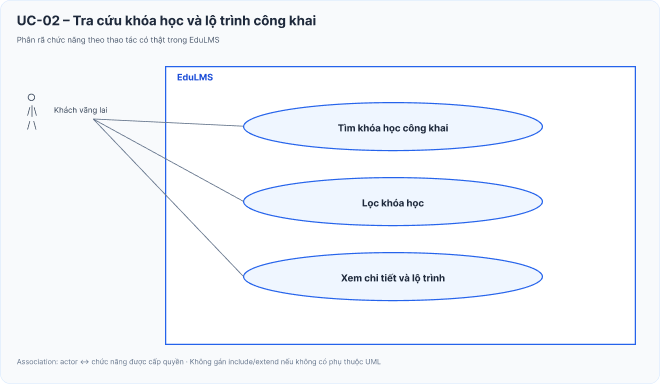 UC-02 – Tra cứu khóa học và lộ trình công khai
Phân rã chức năng theo thao tác có thật trong EduLMS
EduLMS
Khách vãng lai
Tìm khóa học công khai
Lọc khóa học
Xem chi tiết và lộ trình
Association: actor ↔ chức năng được cấp quyền · Không gán include/extend nếu không có phụ thuộc UML